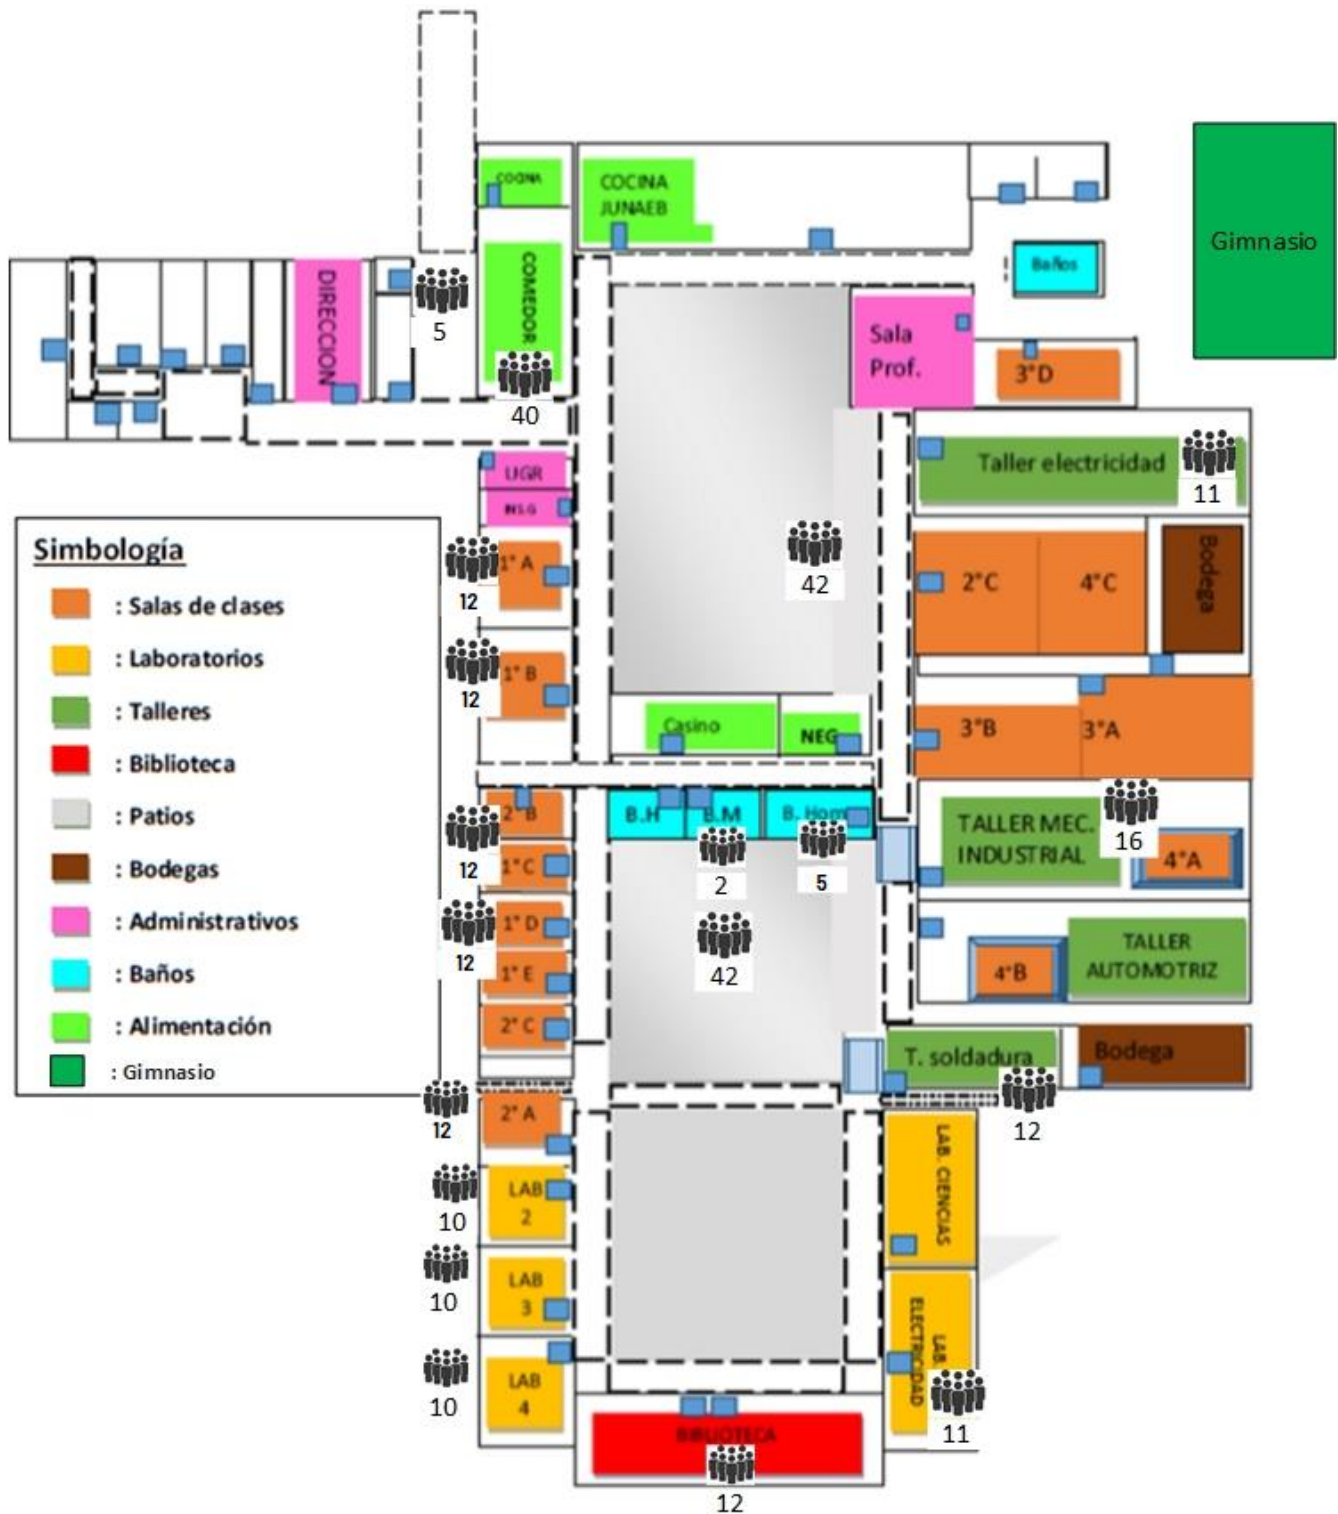 COCINA
COCINA
JUNAEB
Gimnasio
Baños
DIRECCION
5
COMEDOR
40
Sala
Prof.
3°D
Taller electricidad
11
UGR
INS.G
1° A
12
1° B
12
42
2°C
4°C
Bodega
Casino
NEG
3°B
3°A
Simbología
: Salas de clases
: Laboratorios
: Talleres
: Biblioteca
: Patios
: Bodegas
: Administrativos
: Baños
: Alimentación
: Gimnasio
2° B
12
1° C
1° D
12
1° E
2° C
B.H
B.M
B. Hom
2
5
42
TALLER MEC.
INDUSTRIAL
16
4°A
4°B
TALLER
AUTOMOTRIZ
T. soldadura
Bodega
12
2° A
12
LAB
2
10
LAB
3
10
LAB
4
10
LAB. CIENCIAS
LAB.
ELECTRICIDAD
11
BIBLIOTECA
12